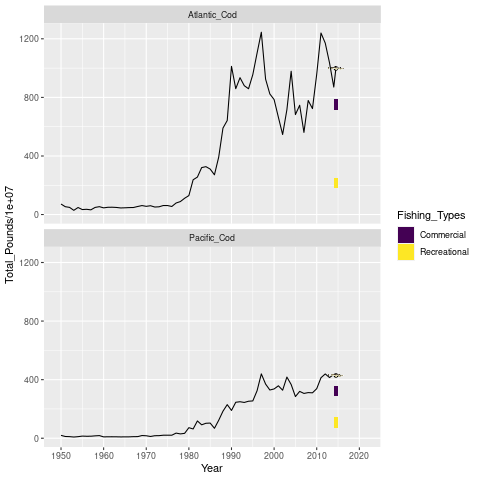 Atlantic_Cod
1200
800
400
0
Pacific_Cod
1200
800
400
0
1950 1960 1970 1980 1990 2000 2010 2020
Year
Total_Pounds/1e+07
Fishing_Types
Commercial
Recreational